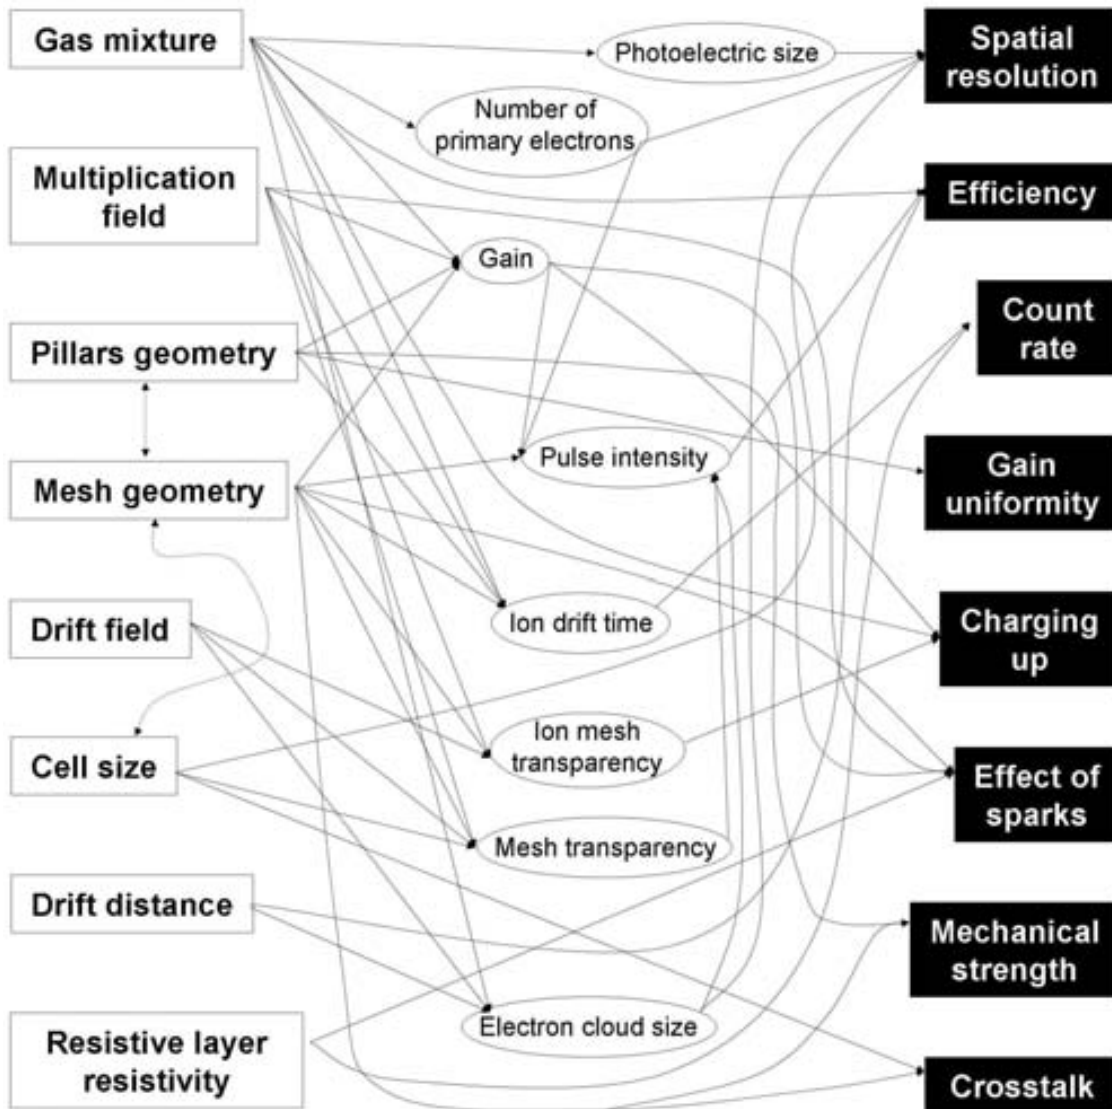 Gas mixture
Multiplication
field
Pillars geometry
Mesh geometry
Drift field
Cell size
Drift distance
Resistive layer
resistivity
Photoelectric size
Number of
primary electrons
Gain
Pulse intensity
Ion drift time
Ion mesh
transparency
Mesh transparency
Electron cloud size
Spatial
resolution
Efficiency
Count
rate
Gain
uniformity
Charging
up
Effect of
sparks
Mechanical
strength
Crosstalk